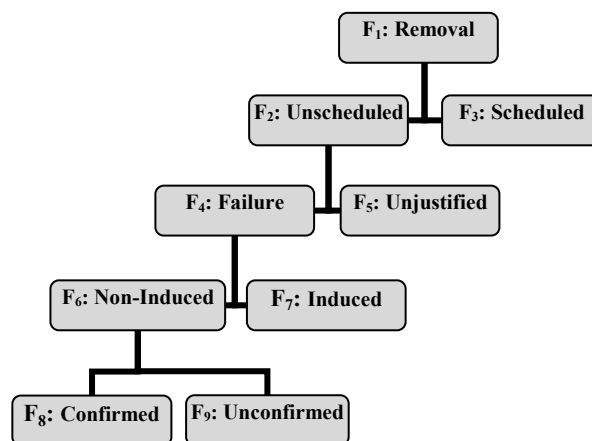 F₁: Removal
F₂: Unscheduled
F₃: Scheduled
F₄: Failure
F₅: Unjustified
F₆: Non-Induced
F₇: Induced
F₈: Confirmed
F₉: Unconfirmed